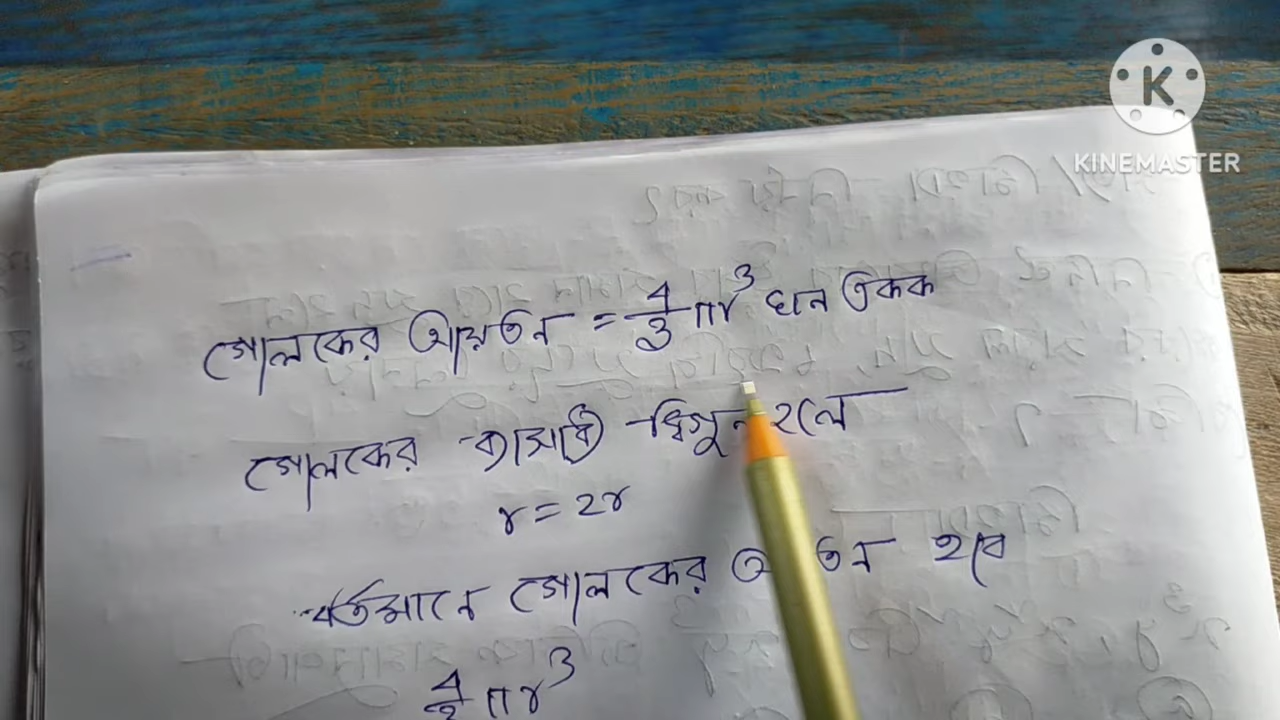 K
KINEMASTER
গোলকের আয়তন = 4/3 πr³ ঘন একক
গোলকের ব্যাসার্ধ দ্বিগুন হলে
r = 2r
বর্তমানে গোলকের হবে
4/3 πr³